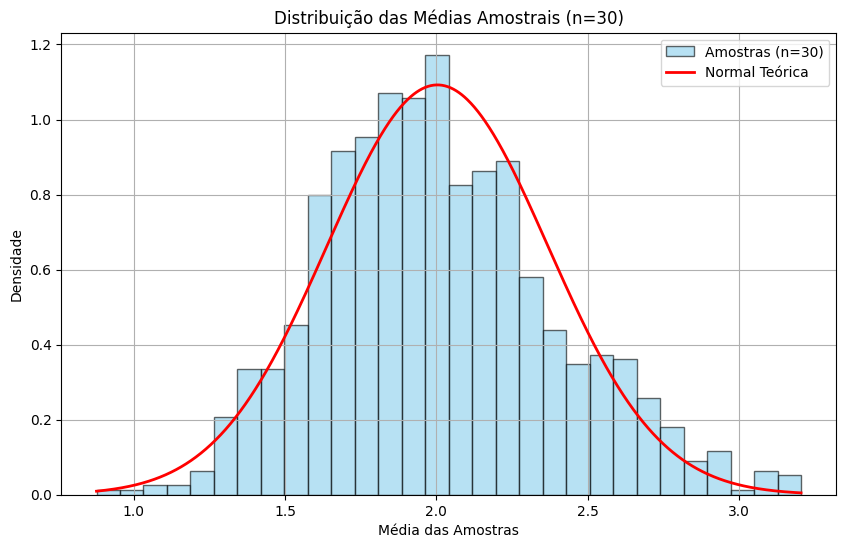 Distribuição das Médias Amostrais (n=30)
Amostras (n=30)
Normal Teórica
Densidade
1.2
1.0
0.8
0.6
0.4
0.2
0.0
1.0
1.5
2.0
2.5
3.0
Média das Amostras